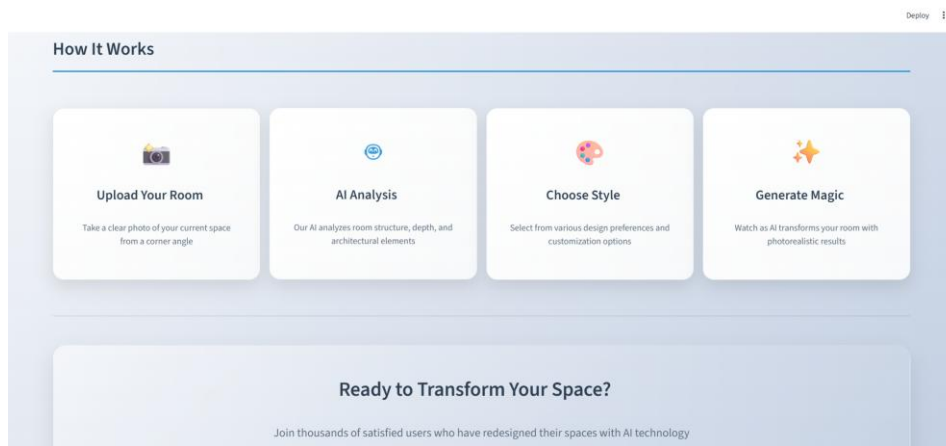 Deploy
How It Works
Upload Your Room
Take a clear photo of your current space
from a corner angle
AI Analysis
Our AI analyzes room structure, depth, and
architectural elements
Choose Style
Select from various design preferences and
customization options
Generate Magic
Watch as AI transforms your room with
photorealistic results
Ready to Transform Your Space?
Join thousands of satisfied users who have redesigned their spaces with AI technology